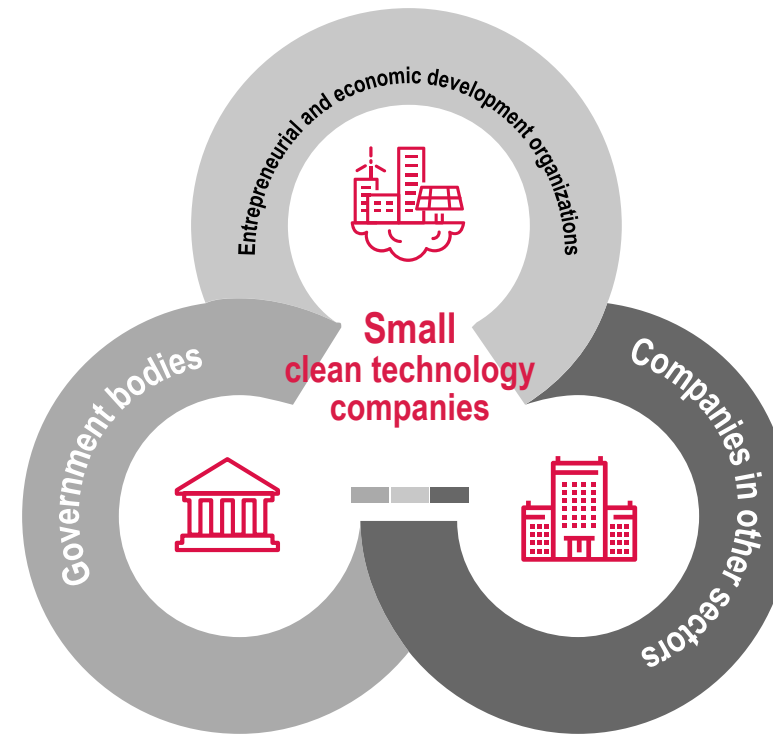 Entrepreneurial and economic development organizations
Small
clean technology
companies
Government bodies
Companies in other sectors